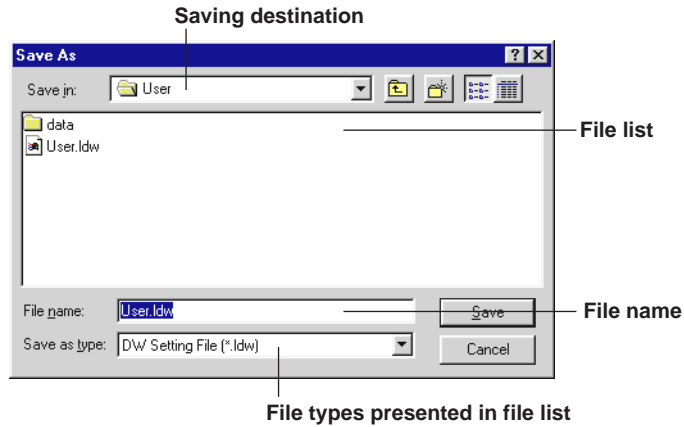 Saving destination
Save As
Save in: User
data
User.ldw
File list
File name: User.ldw Save
File name
Save as type: DW Setting File (*.ldw) Cancel
File types presented in file list